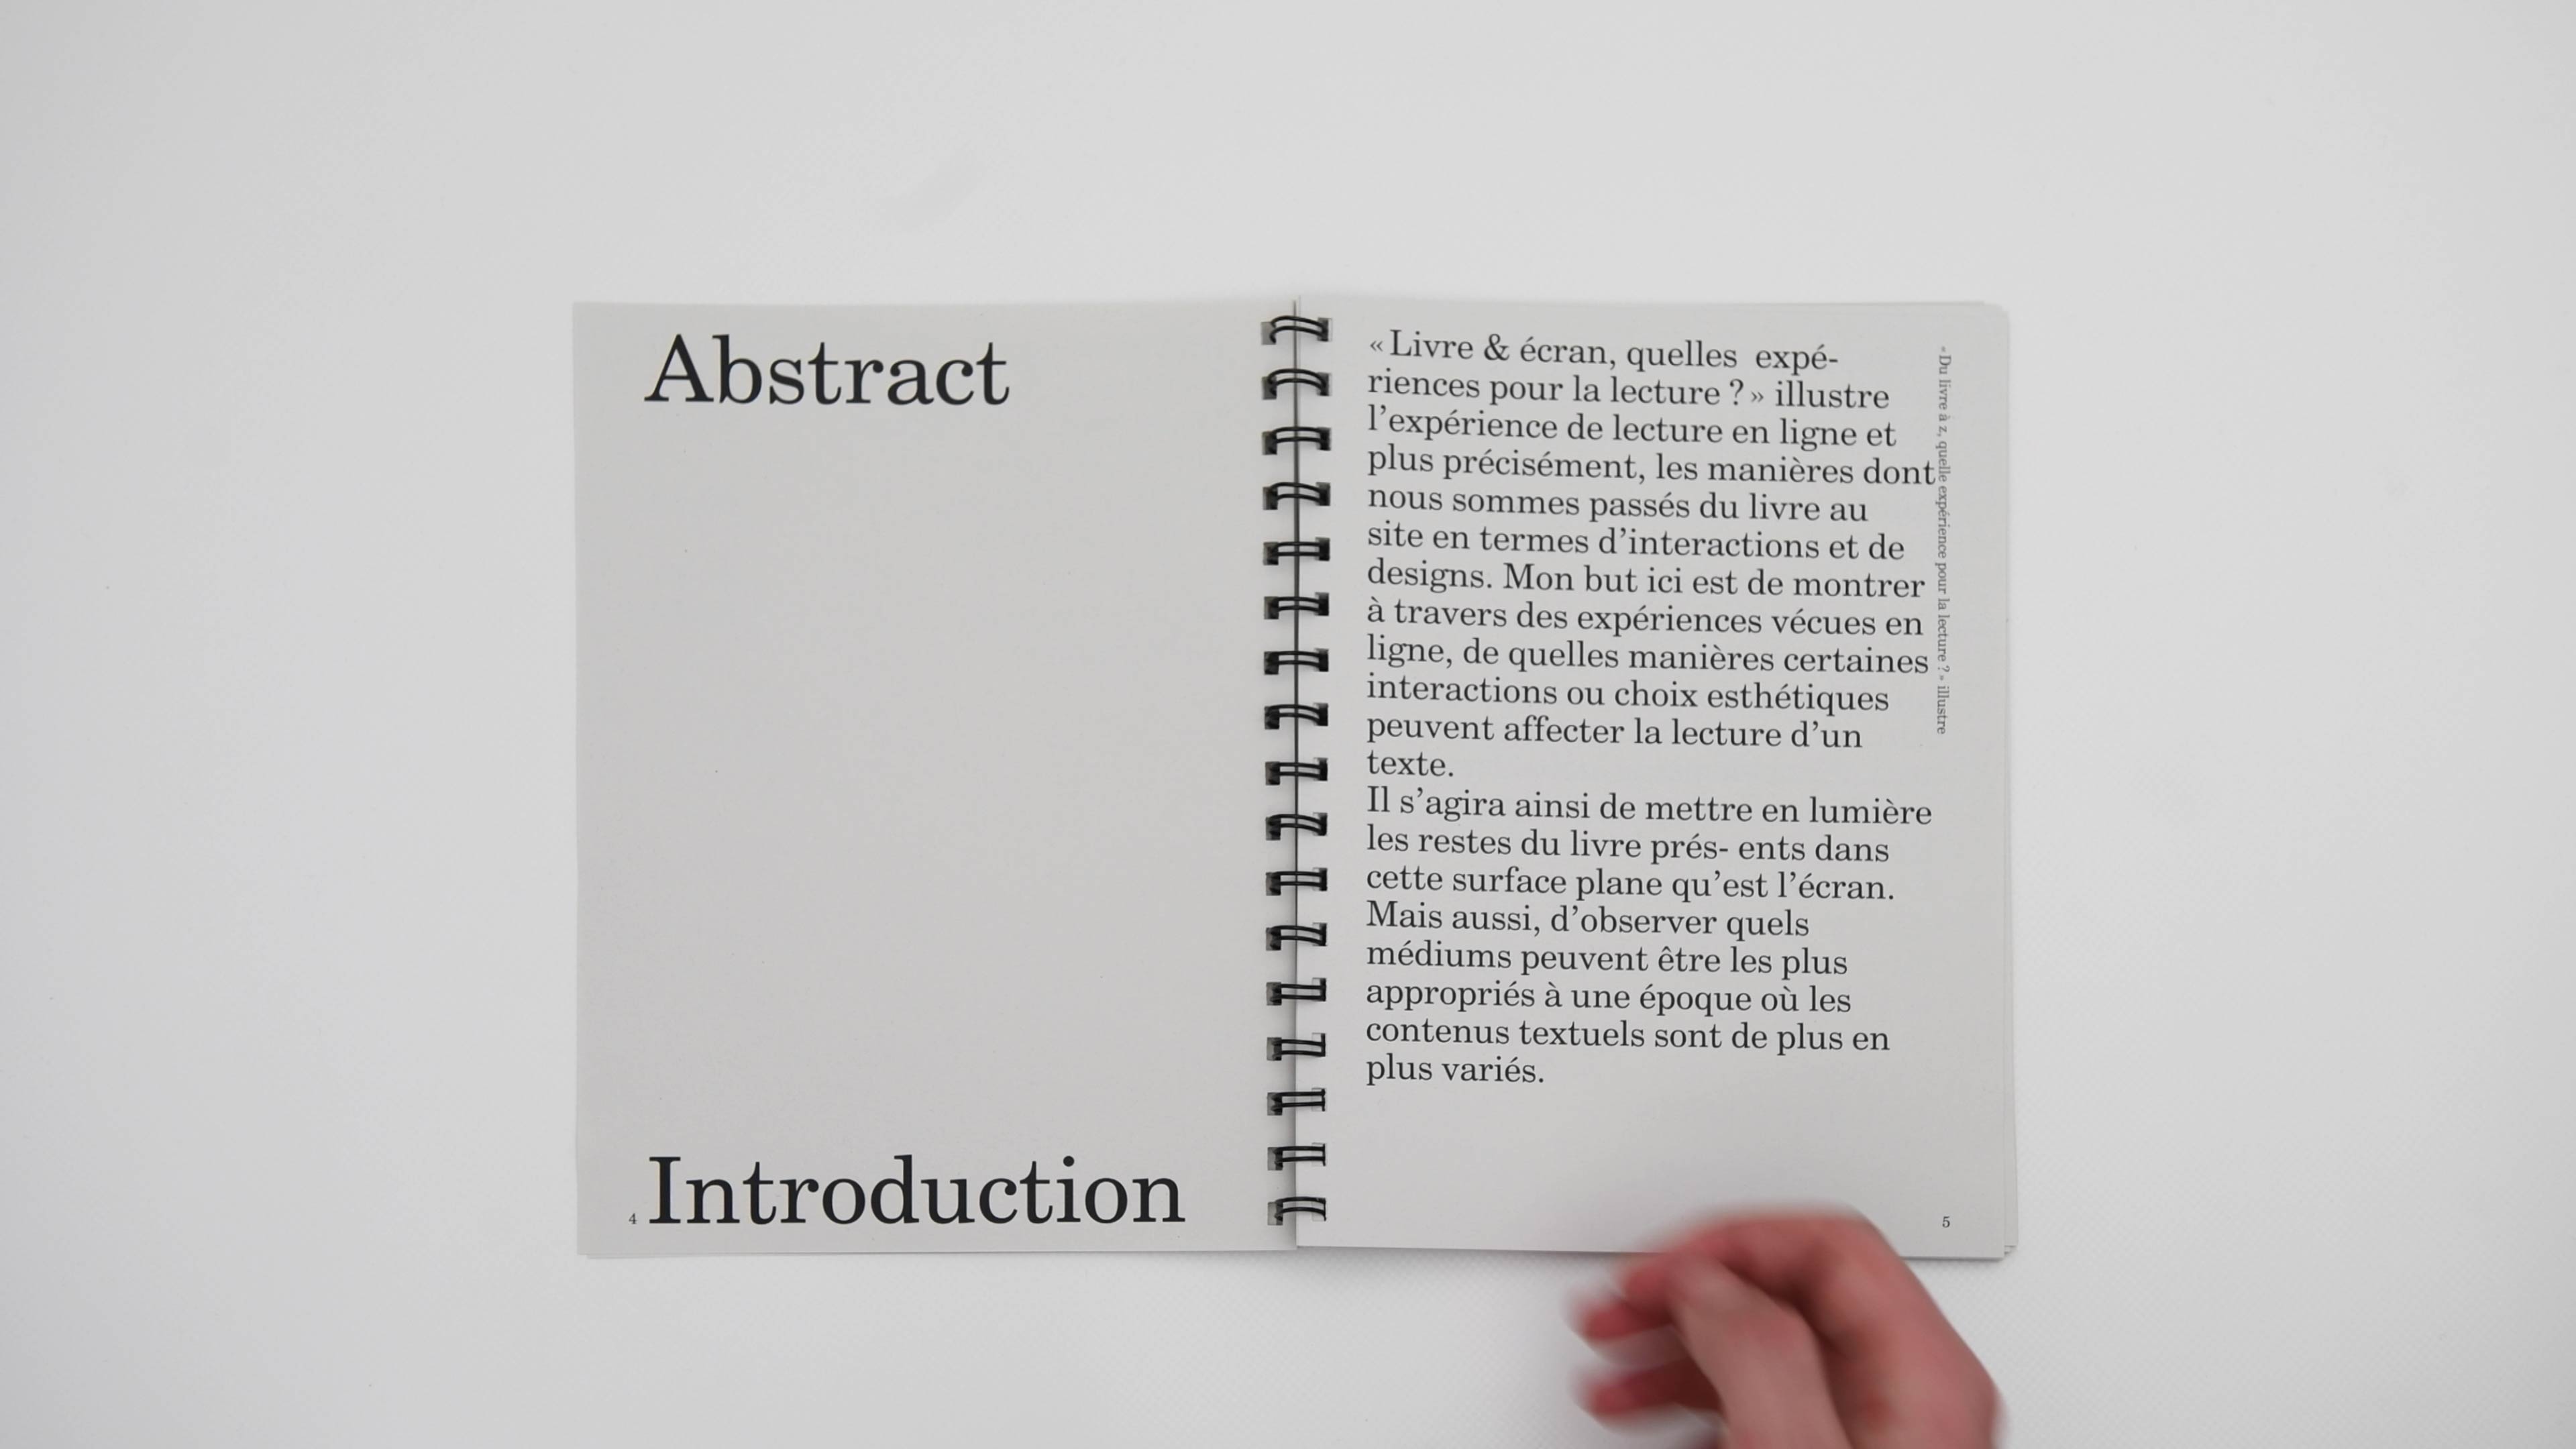 Abstract
Introduction
4
« Livre & écran, quelles expé-
riences pour la lecture ? » illustre
l’expérience de lecture en ligne et
plus précisément, les manières dont
nous sommes passés du livre au
site en termes d’interactions et de
designs. Mon but ici est de montrer
à travers des expériences vécues en
ligne, de quelles manières certaines
interactions ou choix esthétiques
peuvent affecter la lecture d’un
texte.
Il s’agira ainsi de mettre en lumière
les restes du livre prés- ents dans
cette surface plane qu’est l’écran.
Mais aussi, d’observer quels
médiums peuvent être les plus
appropriés à une époque où les
contenus textuels sont de plus en
plus variés.
« Du livre à z, quelle expérience pour la lecture ? » illustre
5